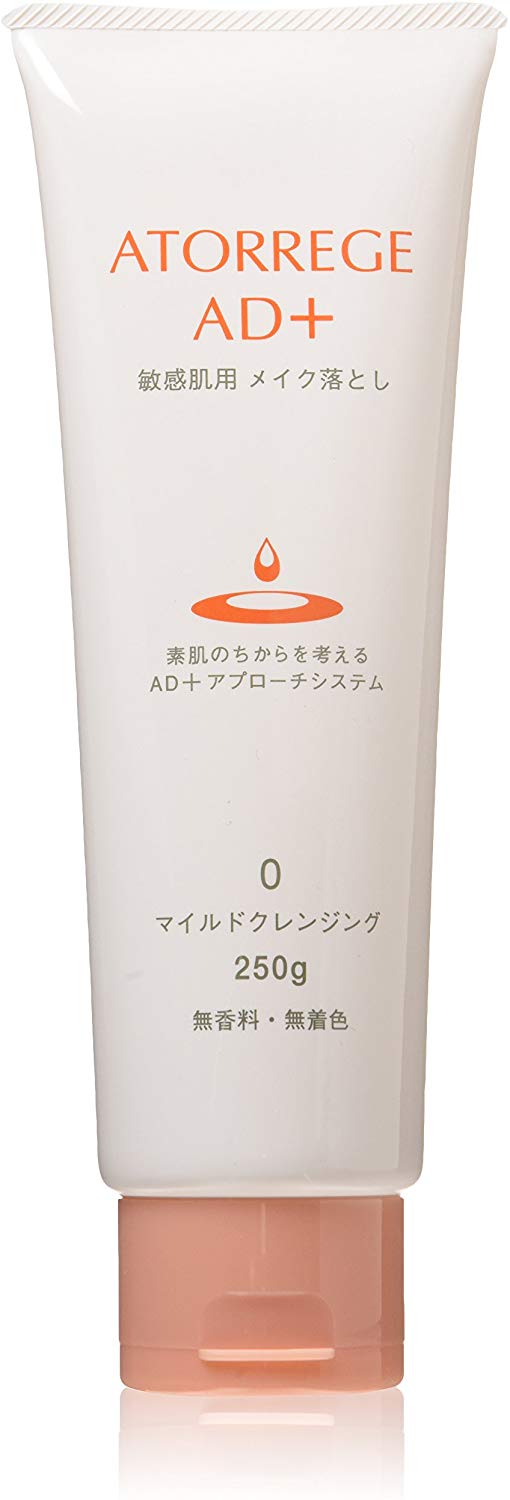 ATORREGE
AD+
敏感肌用 メイク落とし
素肌のちからを考える
AD+アプローチシステム
0
マイルドクレンジング
250g
無香料・無着色